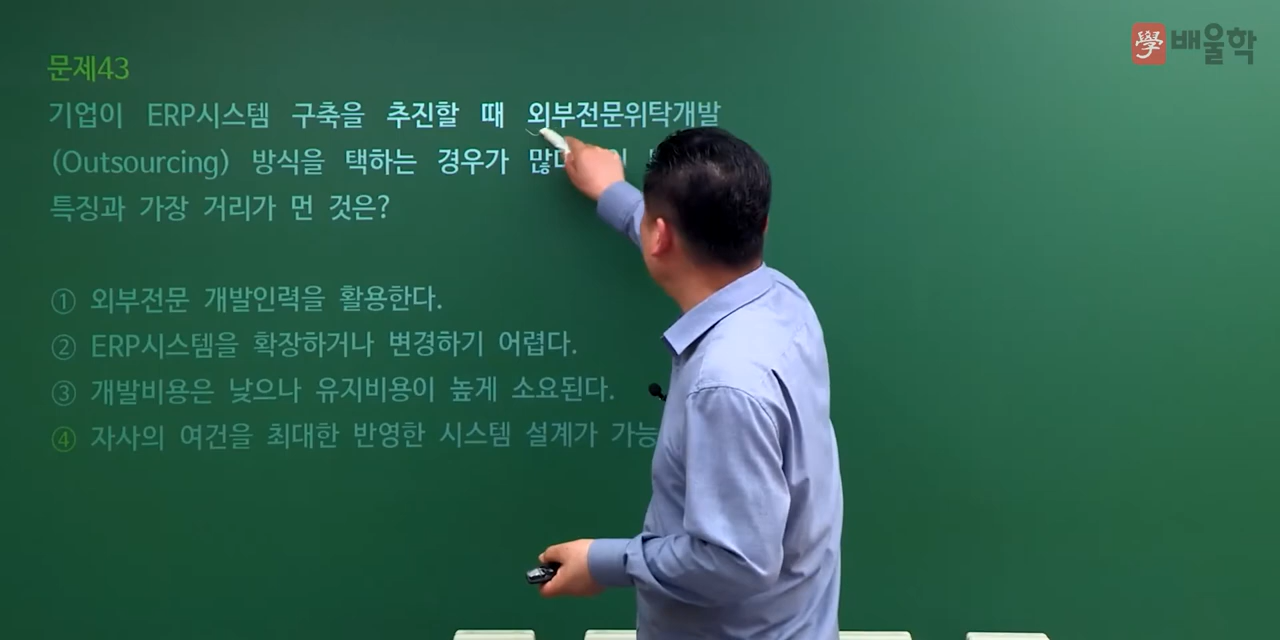 學 배울학
문제43
기업이 ERP시스템 구축을 추진할 때 외부전문위탁개발
(Outsourcing) 방식을 택하는 경우가
특징과 가장 거리가 먼 것은?
① 외부전문 개발인력을 활용한다.
② ERP시스템을 확장하거나 변경하기 어렵다.
③ 개발비용은 낮으나 유지비용이 높게 소요된다.
④ 자사의 여건을 최대한 반영한 시스템 설계가